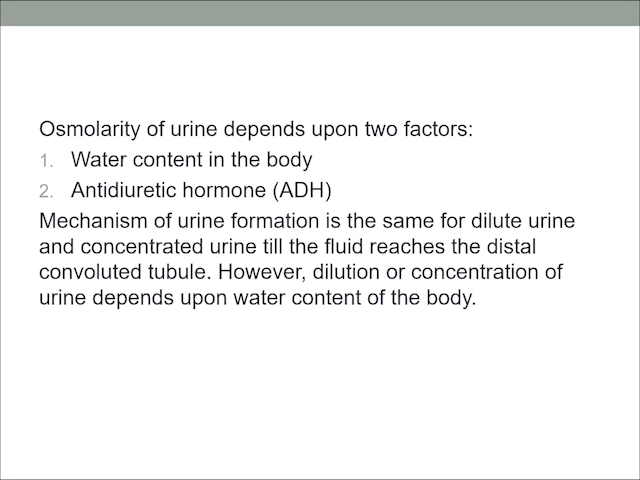 Osmolarity of urine depends upon two factors:
1. Water content in the body
2. Antidiuretic hormone (ADH)
Mechanism of urine formation is the same for dilute urine
and concentrated urine till the fluid reaches the distal
convoluted tubule. However, dilution or concentration of
urine depends upon water content of the body.